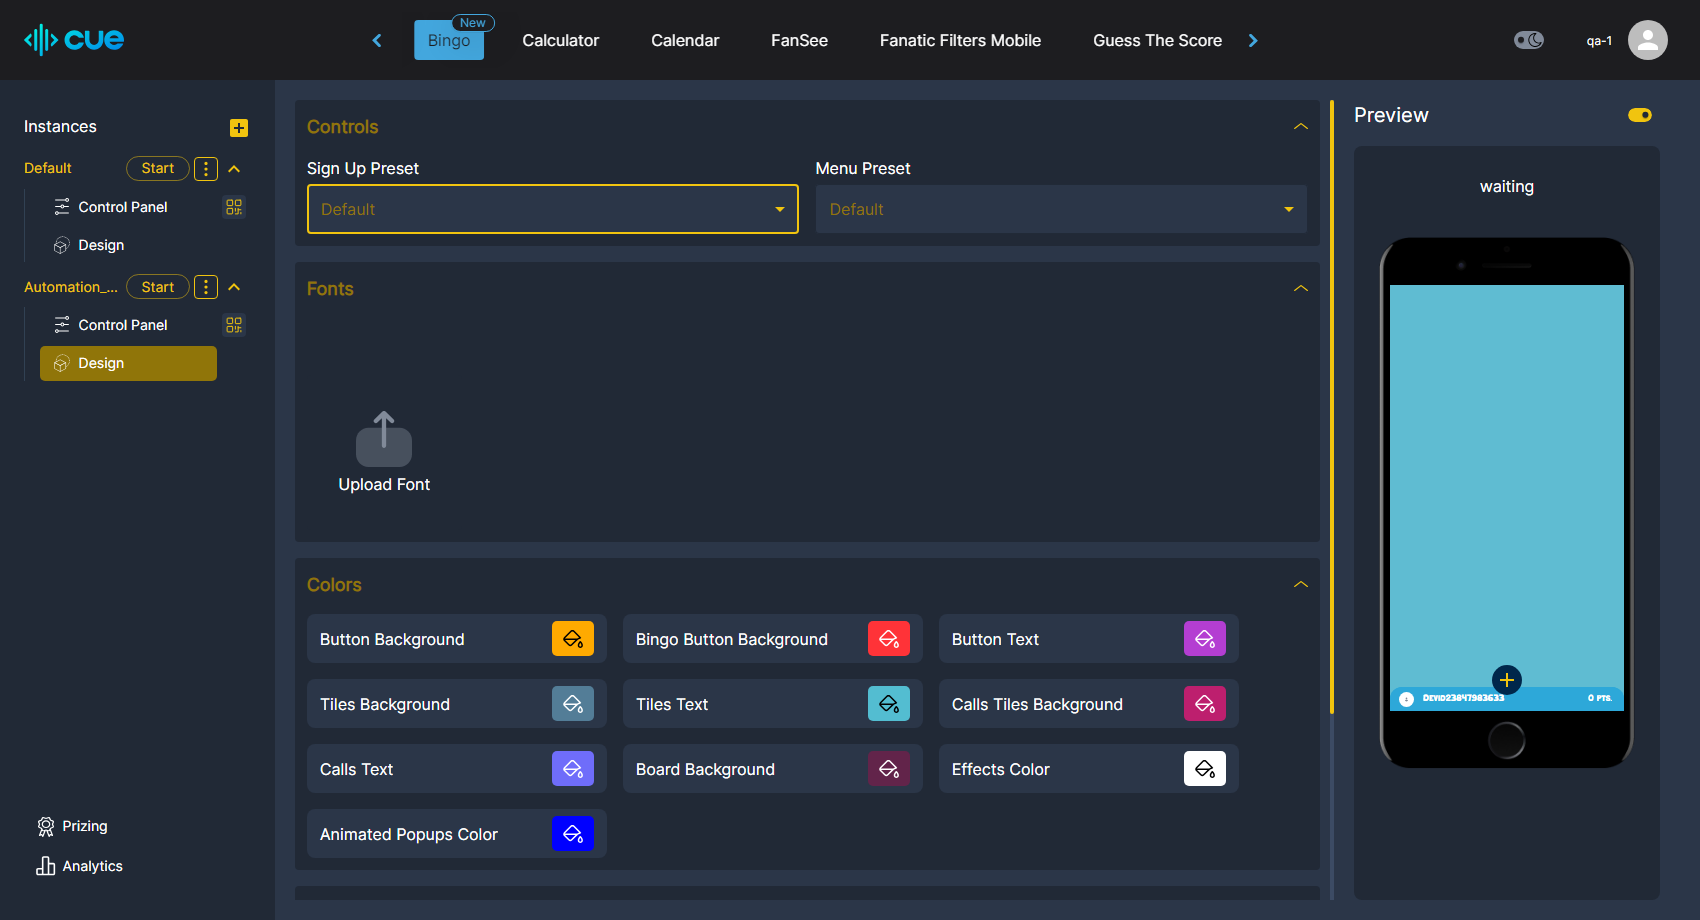 cue
New
Bingo
Calculator
Calendar
FanSee
Fanatic Filters Mobile
Guess The Score
qa-1
Instances
Default
Start
Control Panel
Design
Automation_...
Start
Control Panel
Design
Prizing
Analytics
Controls
Sign Up Preset
Menu Preset
Default
Default
Fonts
Upload Font
Colors
Button Background
Bingo Button Background
Button Text
Tiles Background
Tiles Text
Calls Tiles Background
Calls Text
Board Background
Effects Color
Animated Popups Color
Preview
waiting
1
DEVID23847983633
0 PTS.